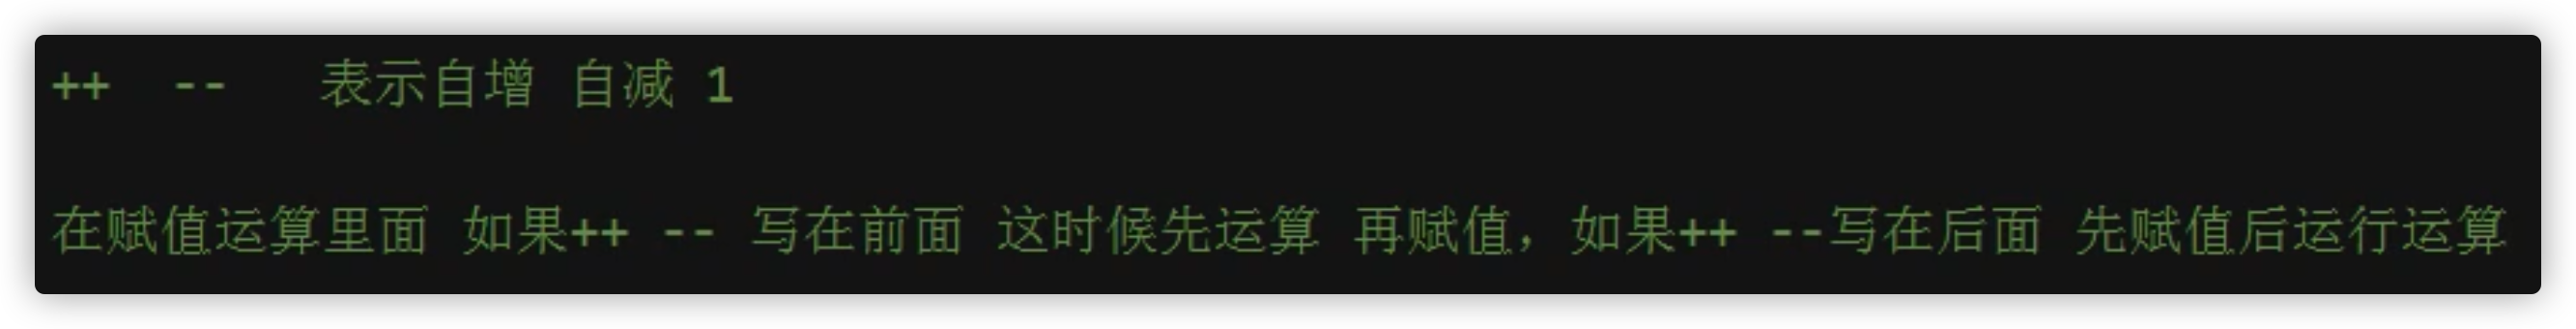 ++  --   表示自增 自减 1
在赋值运算里面 如果++ -- 写在前面 这时候先运算 再赋值，如果++ --写在后面 先赋值后运行运算